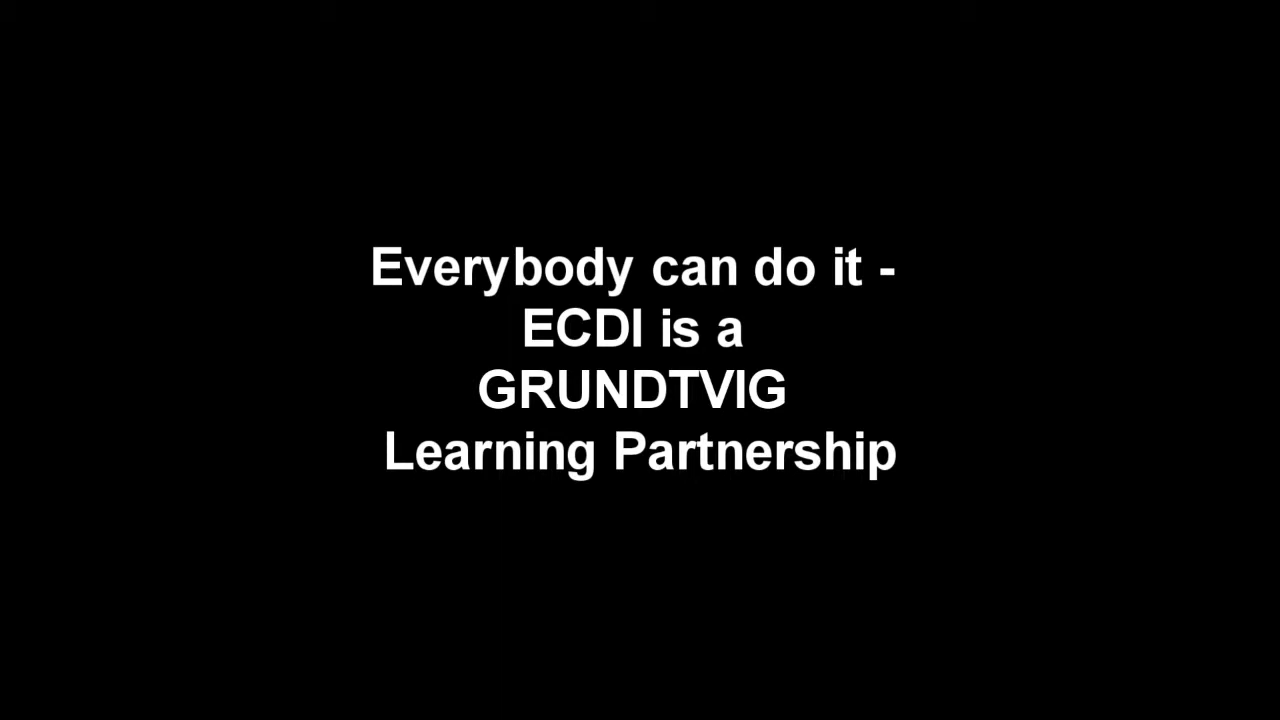 Everybody can do it -
ECDI is a
GRUNDTVIG
Learning Partnership